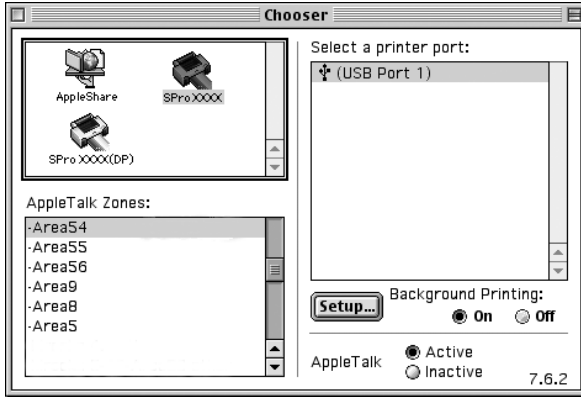 Chooser
AppleShare
SPro XXXX
SPro XXXX(DP)
AppleTalk Zones:
-Area54
-Area55
-Area56
-Area9
-Area8
-Area5
Select a printer port:
(USB Port 1)
Setup...
Background Printing:
On Off
AppleTalk
Active
Inactive
7.6.2